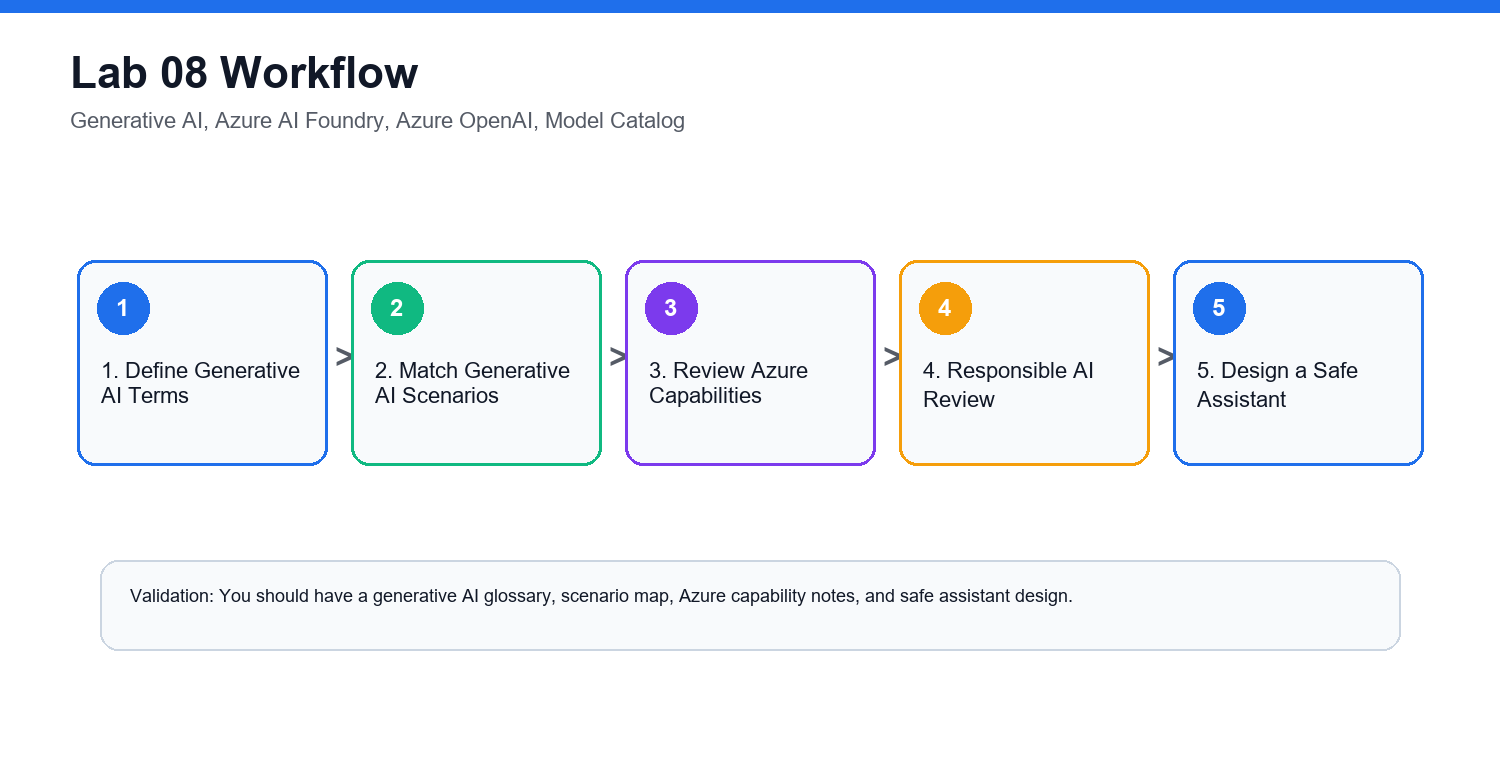 Lab 08 Workflow
Generative AI, Azure AI Foundry, Azure OpenAI, Model Catalog
1
1. Define Generative
AI Terms
>
2
2. Match Generative
AI Scenarios
>
3
3. Review Azure
Capabilities
>
4
4. Responsible AI
Review
>
5
5. Design a Safe
Assistant
Validation: You should have a generative AI glossary, scenario map, Azure capability notes, and safe assistant design.